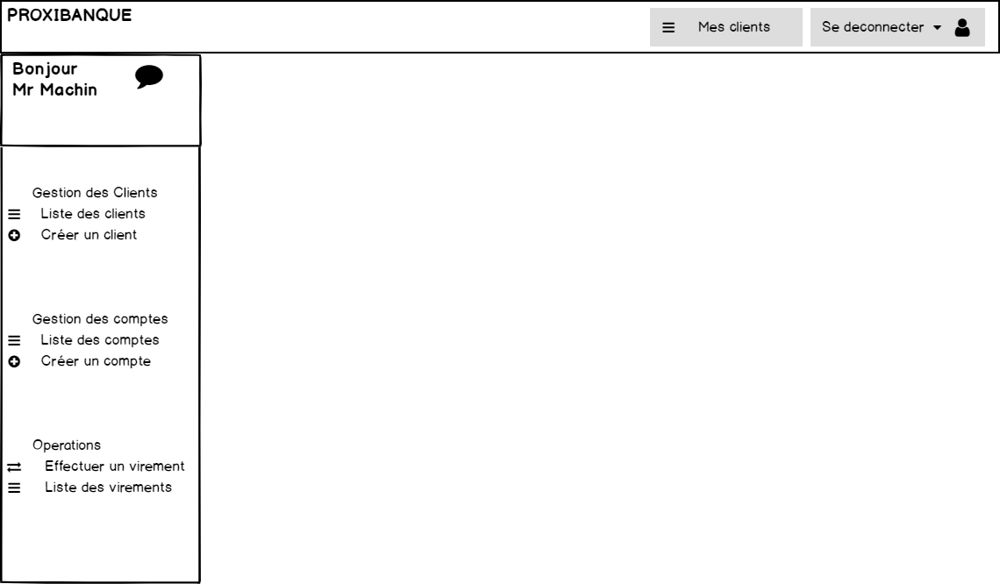 PROXIBANQUE
Mes clients
Se deconnecter
Bonjour
Mr Machin
Gestion des Clients
Liste des clients
Créer un client
Gestion des comptes
Liste des comptes
Créer un compte
Operations
Effectuer un virement
Liste des virements